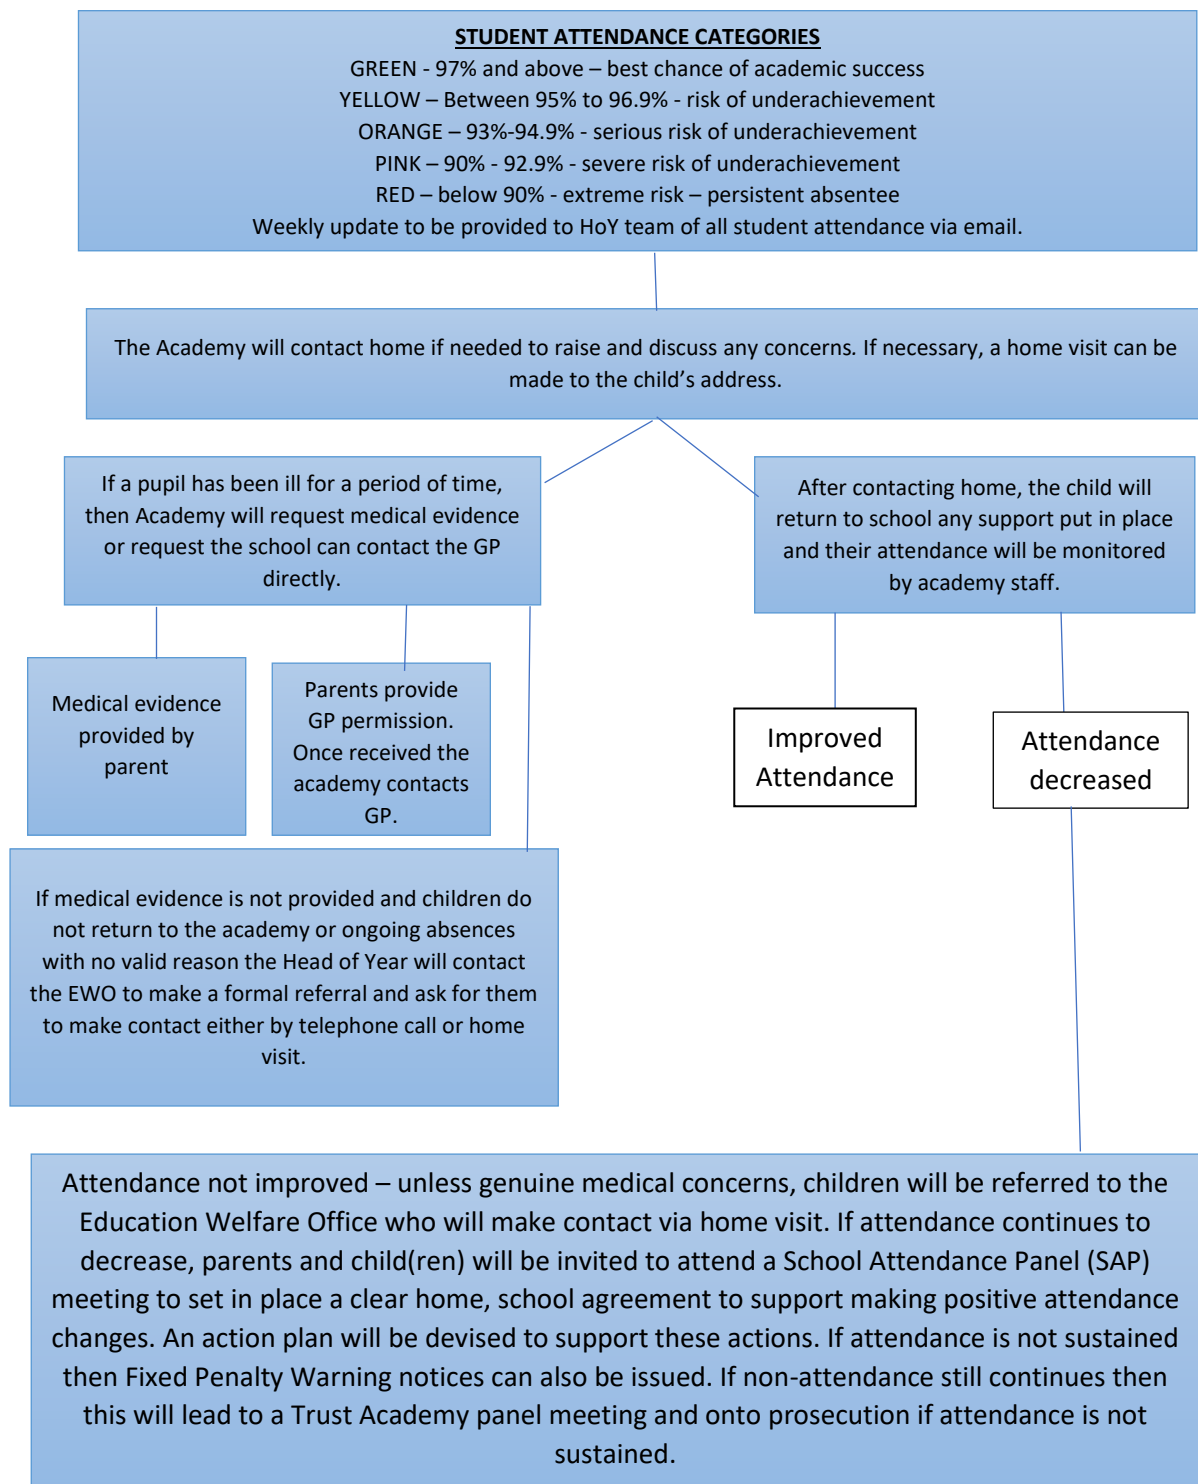 STUDENT ATTENDANCE CATEGORIES
GREEN - 97% and above – best chance of academic success
YELLOW – Between 95% to 96.9% - risk of underachievement
ORANGE – 93%-94.9% - serious risk of underachievement
PINK – 90% - 92.9% - severe risk of underachievement
RED – below 90% - extreme risk – persistent absentee
Weekly update to be provided to HoY team of all student attendance via email.
The Academy will contact home if needed to raise and discuss any concerns. If necessary, a home visit can be
made to the child’s address.
If a pupil has been ill for a period of time,
then Academy will request medical evidence
or request the school can contact the GP
directly.
After contacting home, the child will
return to school any support put in place
and their attendance will be monitored
by academy staff.
Medical evidence
provided by
parent
Parents provide
GP permission.
Once received the
academy contacts
GP.
Improved
Attendance
Attendance
decreased
If medical evidence is not provided and children do
not return to the academy or ongoing absences
with no valid reason the Head of Year will contact
the EWO to make a formal referral and ask for them
to make contact either by telephone call or home
visit.
Attendance not improved – unless genuine medical concerns, children will be referred to the
Education Welfare Office who will make contact via home visit. If attendance continues to
decrease, parents and child(ren) will be invited to attend a School Attendance Panel (SAP)
meeting to set in place a clear home, school agreement to support making positive attendance
changes. An action plan will be devised to support these actions. If attendance is not sustained
then Fixed Penalty Warning notices can also be issued. If non-attendance still continues then
this will lead to a Trust Academy panel meeting and onto prosecution if attendance is not
sustained.